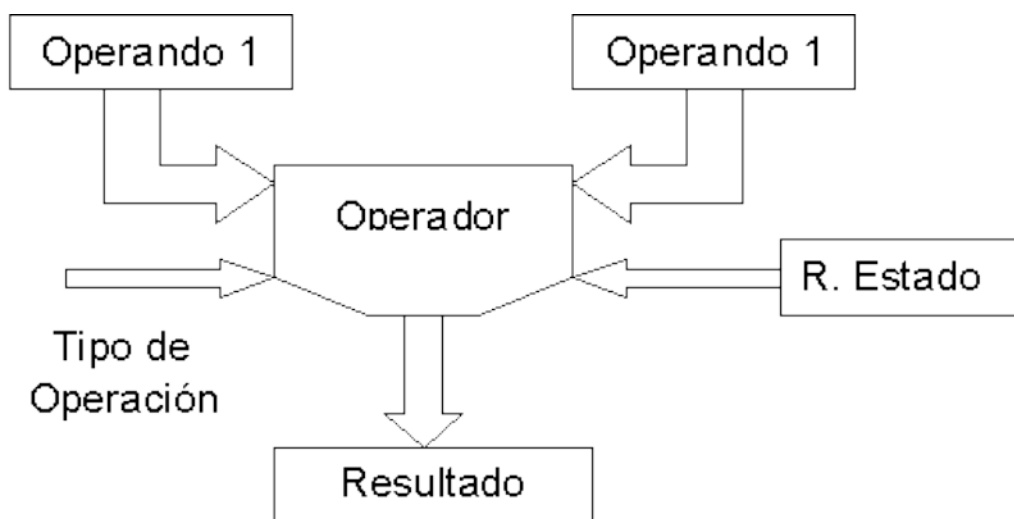 Operando 1
Operando 1
Operador
R. Estado
Tipo de
Operación
Resultado